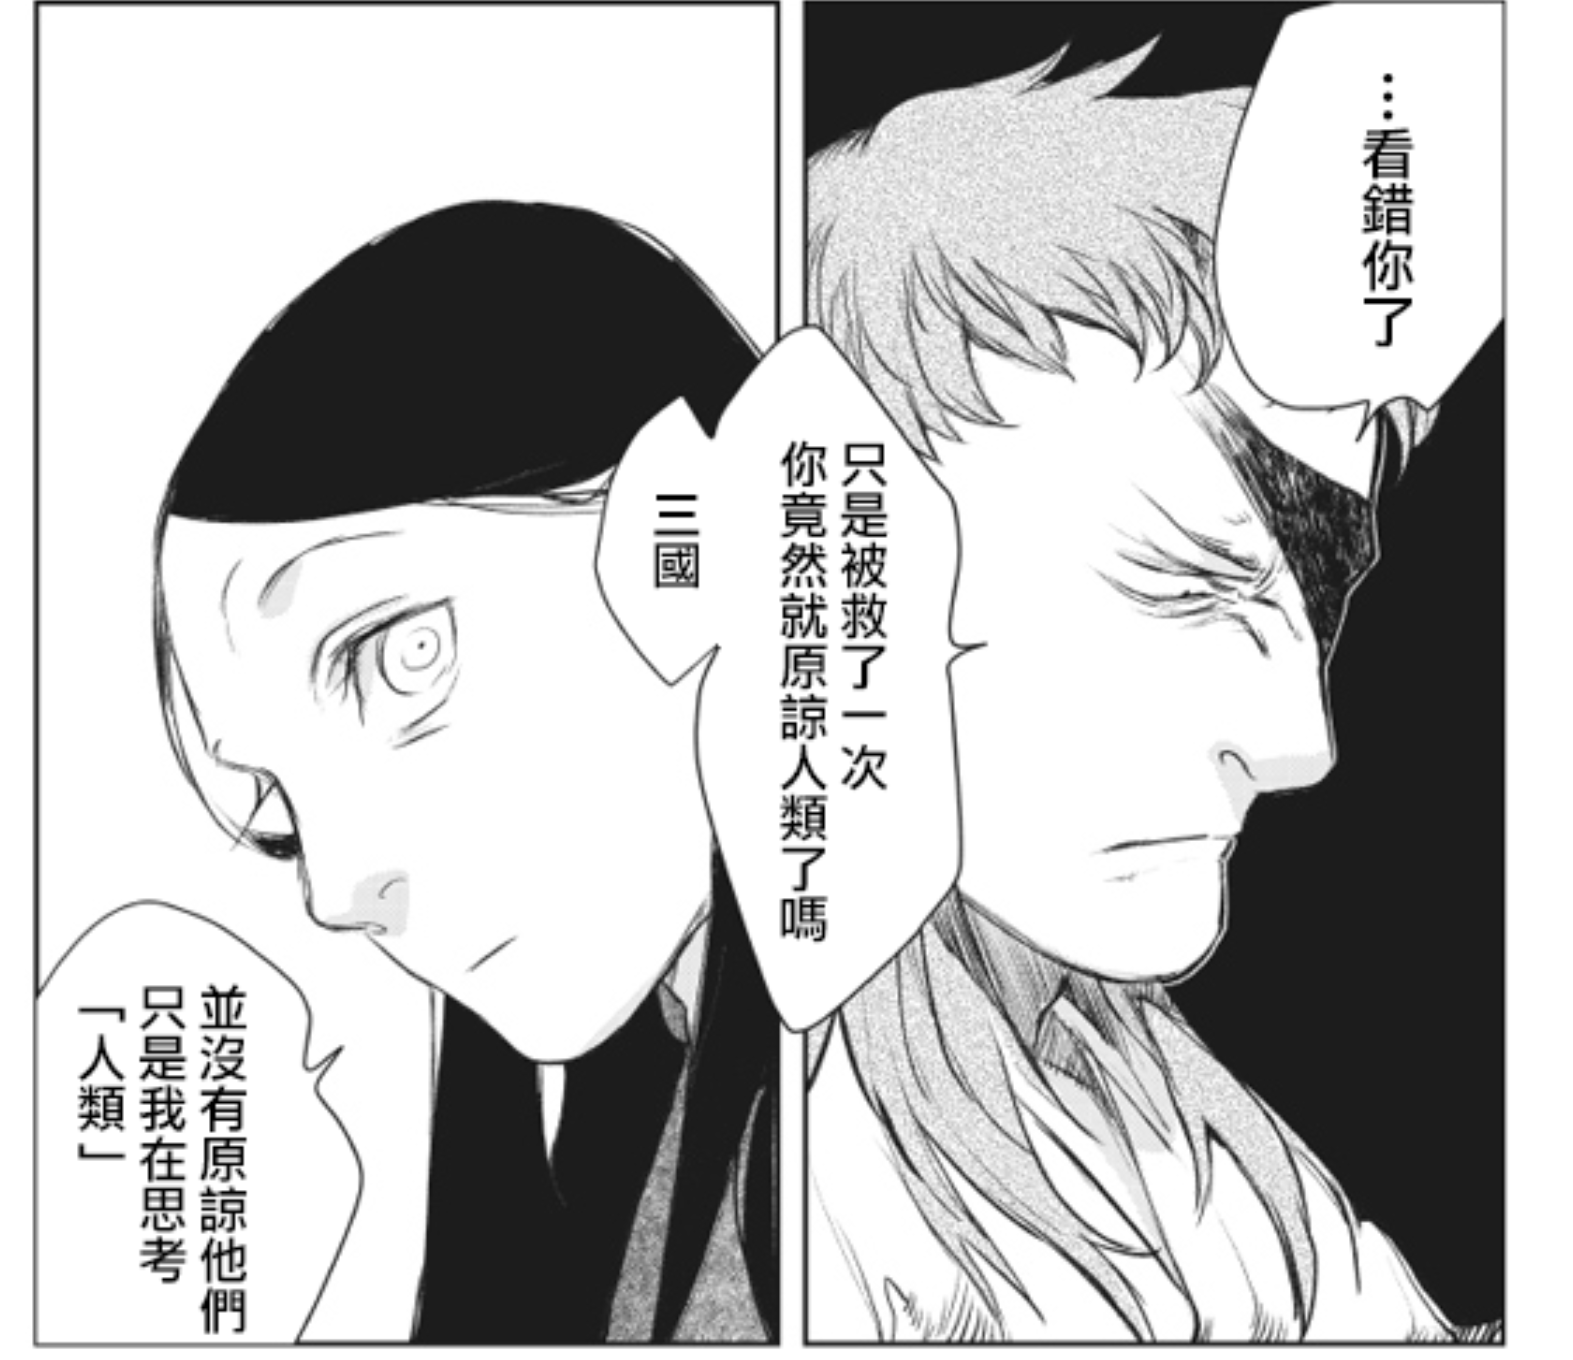 …看錯你了
只是被救了一次
你竟然就原諒人類了嗎
三國
並沒有原諒他們
只是我在思考
「人類」